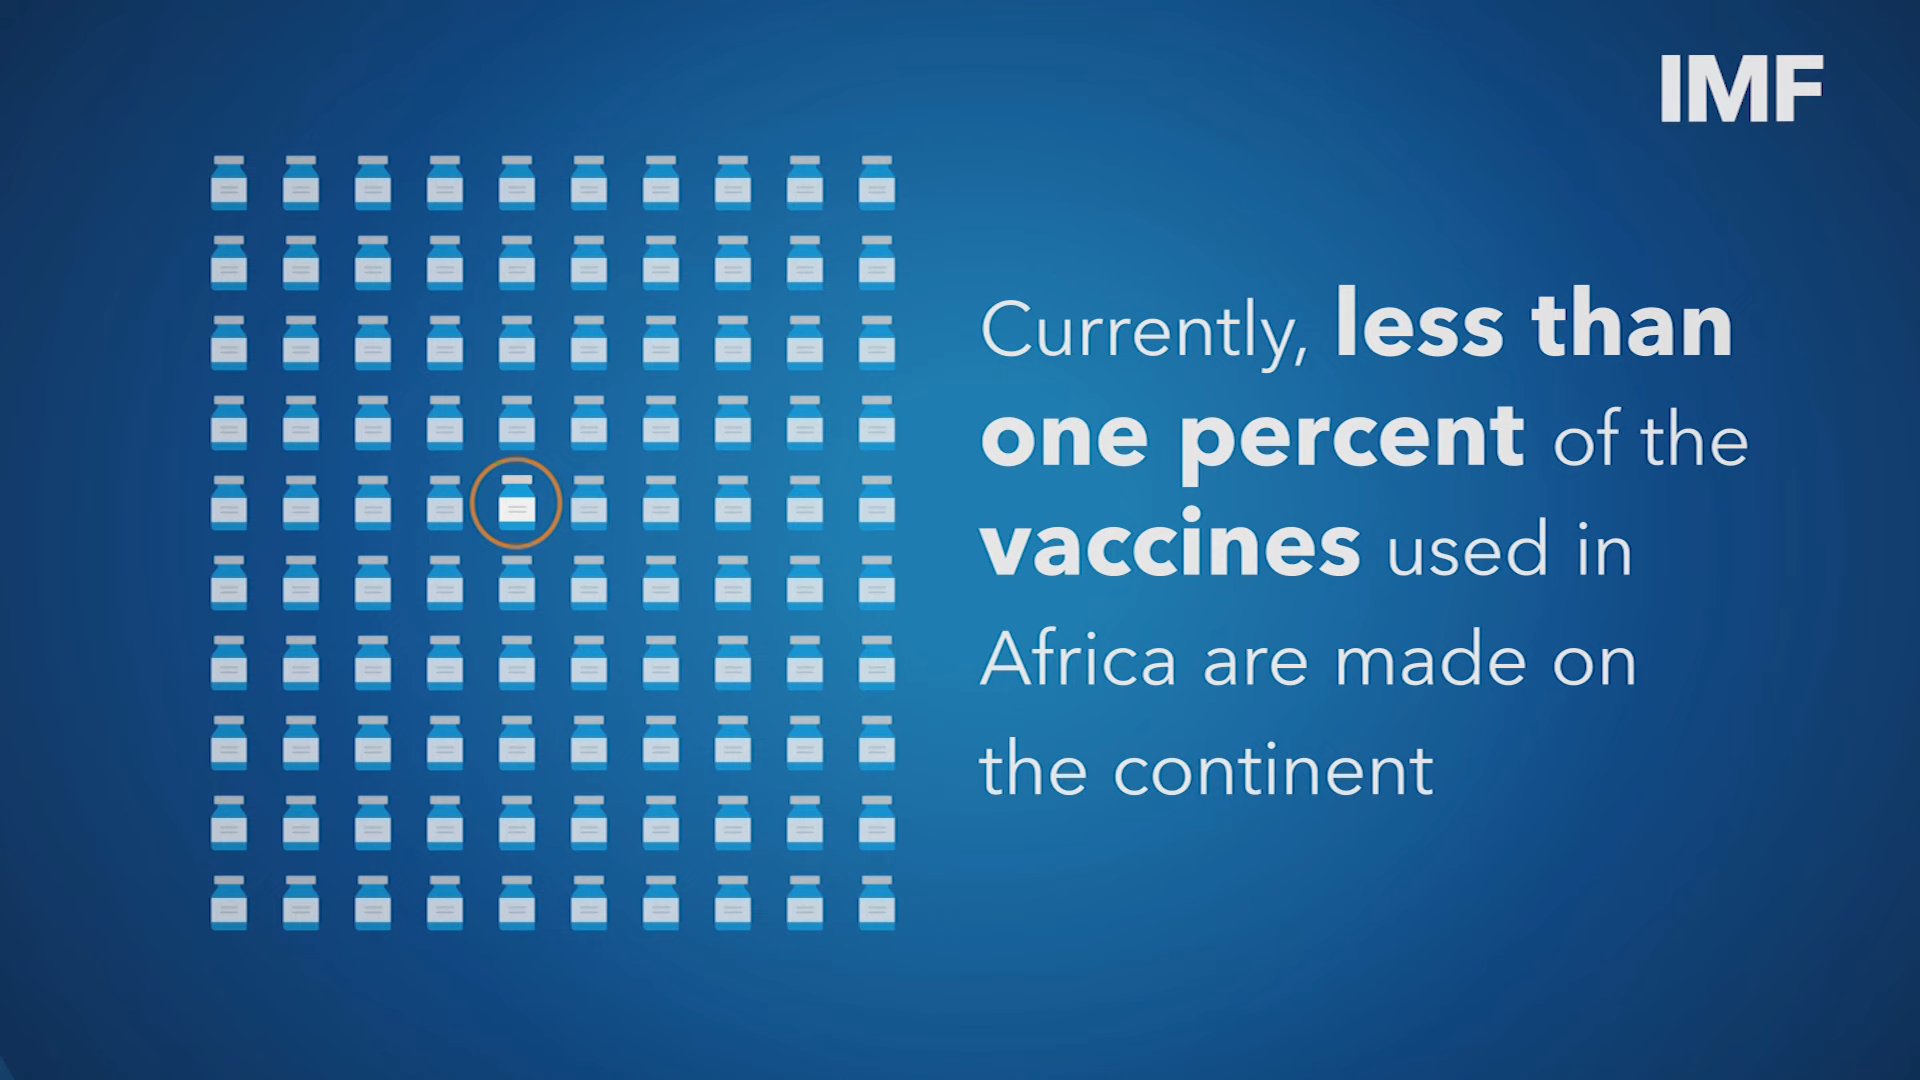 IMF
Currently, less than
one percent of the
vaccines used in
Africa are made on
the continent